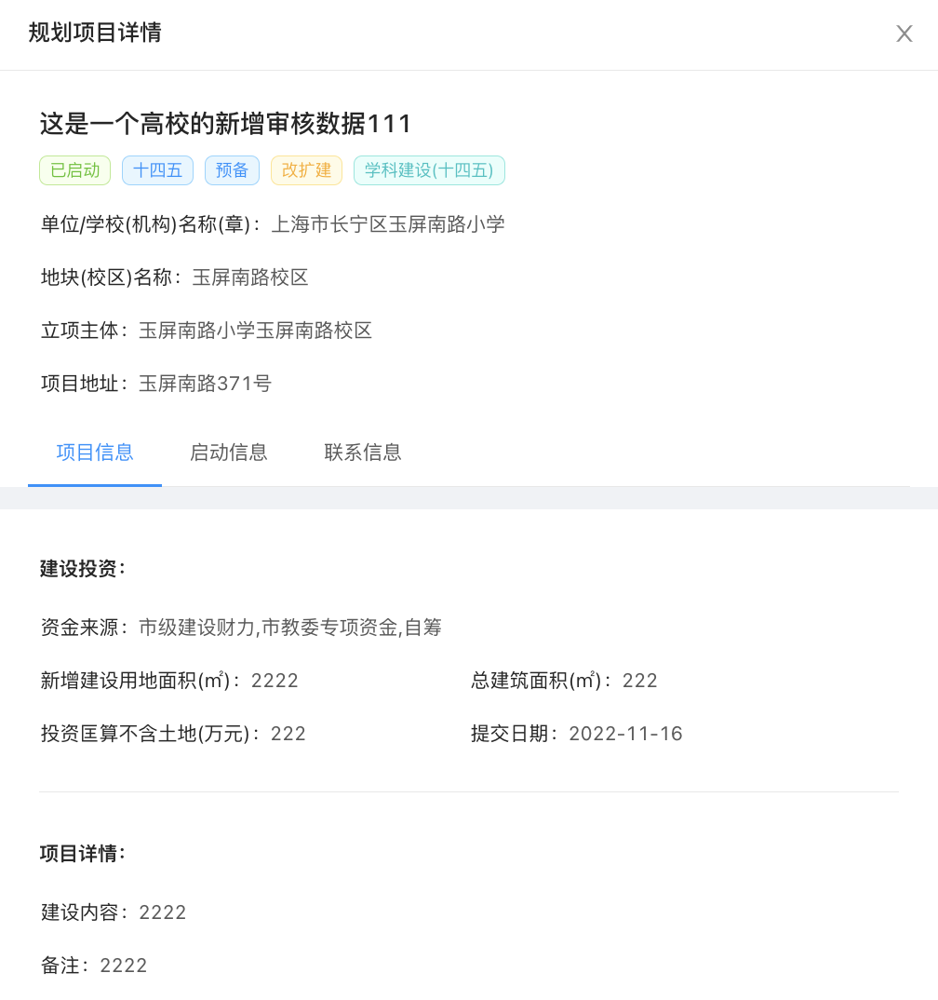 规划项目详情
这是一个高校的新增审核数据111
已启动 十四五 预备 改扩建 学科建设(十四五)
单位/学校(机构)名称(章)： 上海市长宁区玉屏南路小学
地块(校区)名称： 玉屏南路校区
立项主体： 玉屏南路小学玉屏南路校区
项目地址： 玉屏南路371号
项目信息 启动信息 联系信息
建设投资：
资金来源： 市级建设财力,市教委专项资金,自筹
新增建设用地面积(㎡)： 2222 总建筑面积(㎡)： 222
投资匡算不含土地(万元)： 222 提交日期： 2022-11-16
项目详情：
建设内容： 2222
备注： 2222